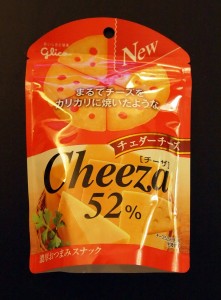 Glico
New
まるでチーズを
カリカリに焼いたような
チェダーチーズ
Cheeza
[チーザ]
52%
濃厚おつまみスナック